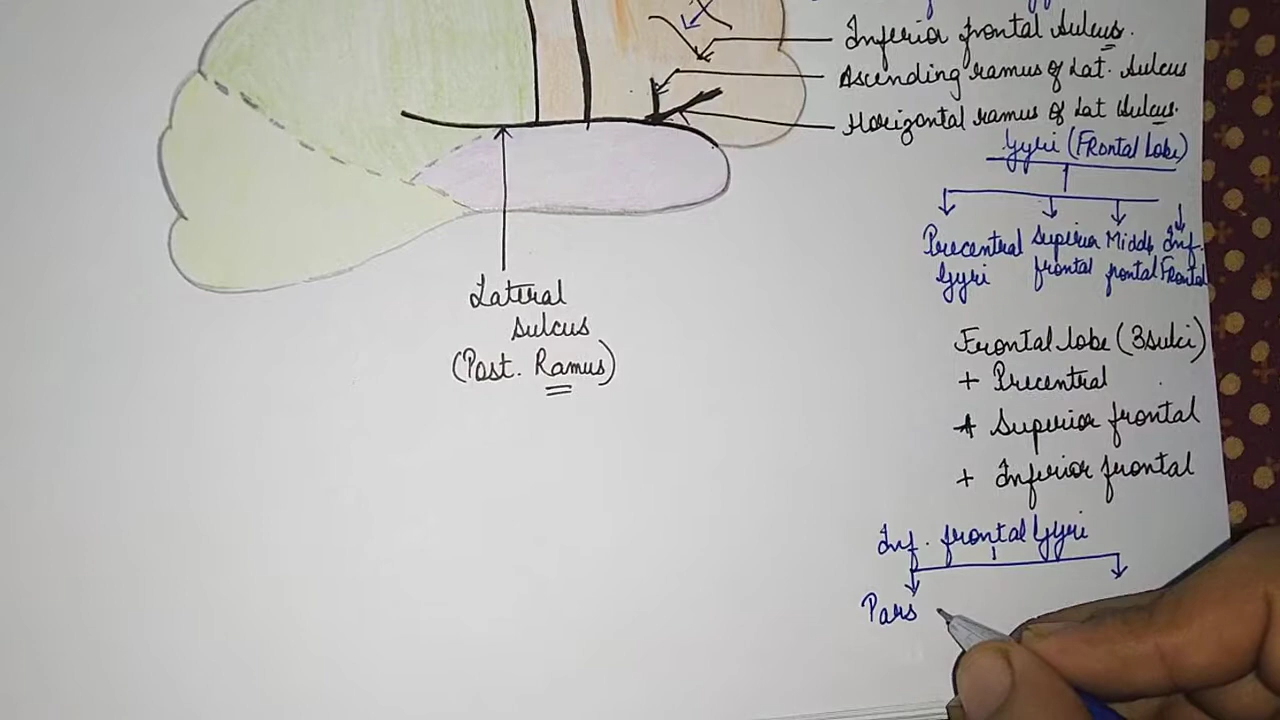 Inferior frontal sulcus.
Ascending ramus of Lat. sulcus
Horizontal ramus of Lat sulcus.
Gyri (Frontal Lobe)
Precentral Gyri
Superior frontal
Middle frontal
Inf. Frontal
Lateral
sulcus
(Post. Ramus)
Frontal lobe (3 sulci)
+ Precentral
+ Superior frontal
+ Inferior frontal
Inf. frontal Gyri
Pars